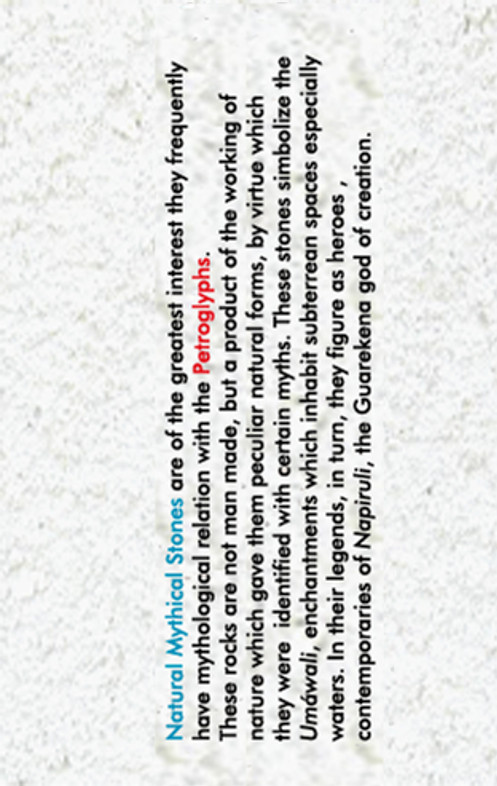 Natural Mythical Stones are of the greatest interest they frequently
have mythological relation with the Petroglyphs.
These rocks are not man made, but a product of the working of
nature which gave them peculiar natural forms, by virtue which
they were identified with certain myths. These stones simbolize the
Umáwali, enchantments which inhabit subterrean spaces especially
waters. In their legends, in turn, they figure as heroes ,
contemporaries of Napiruli, the Guarekena god of creation.